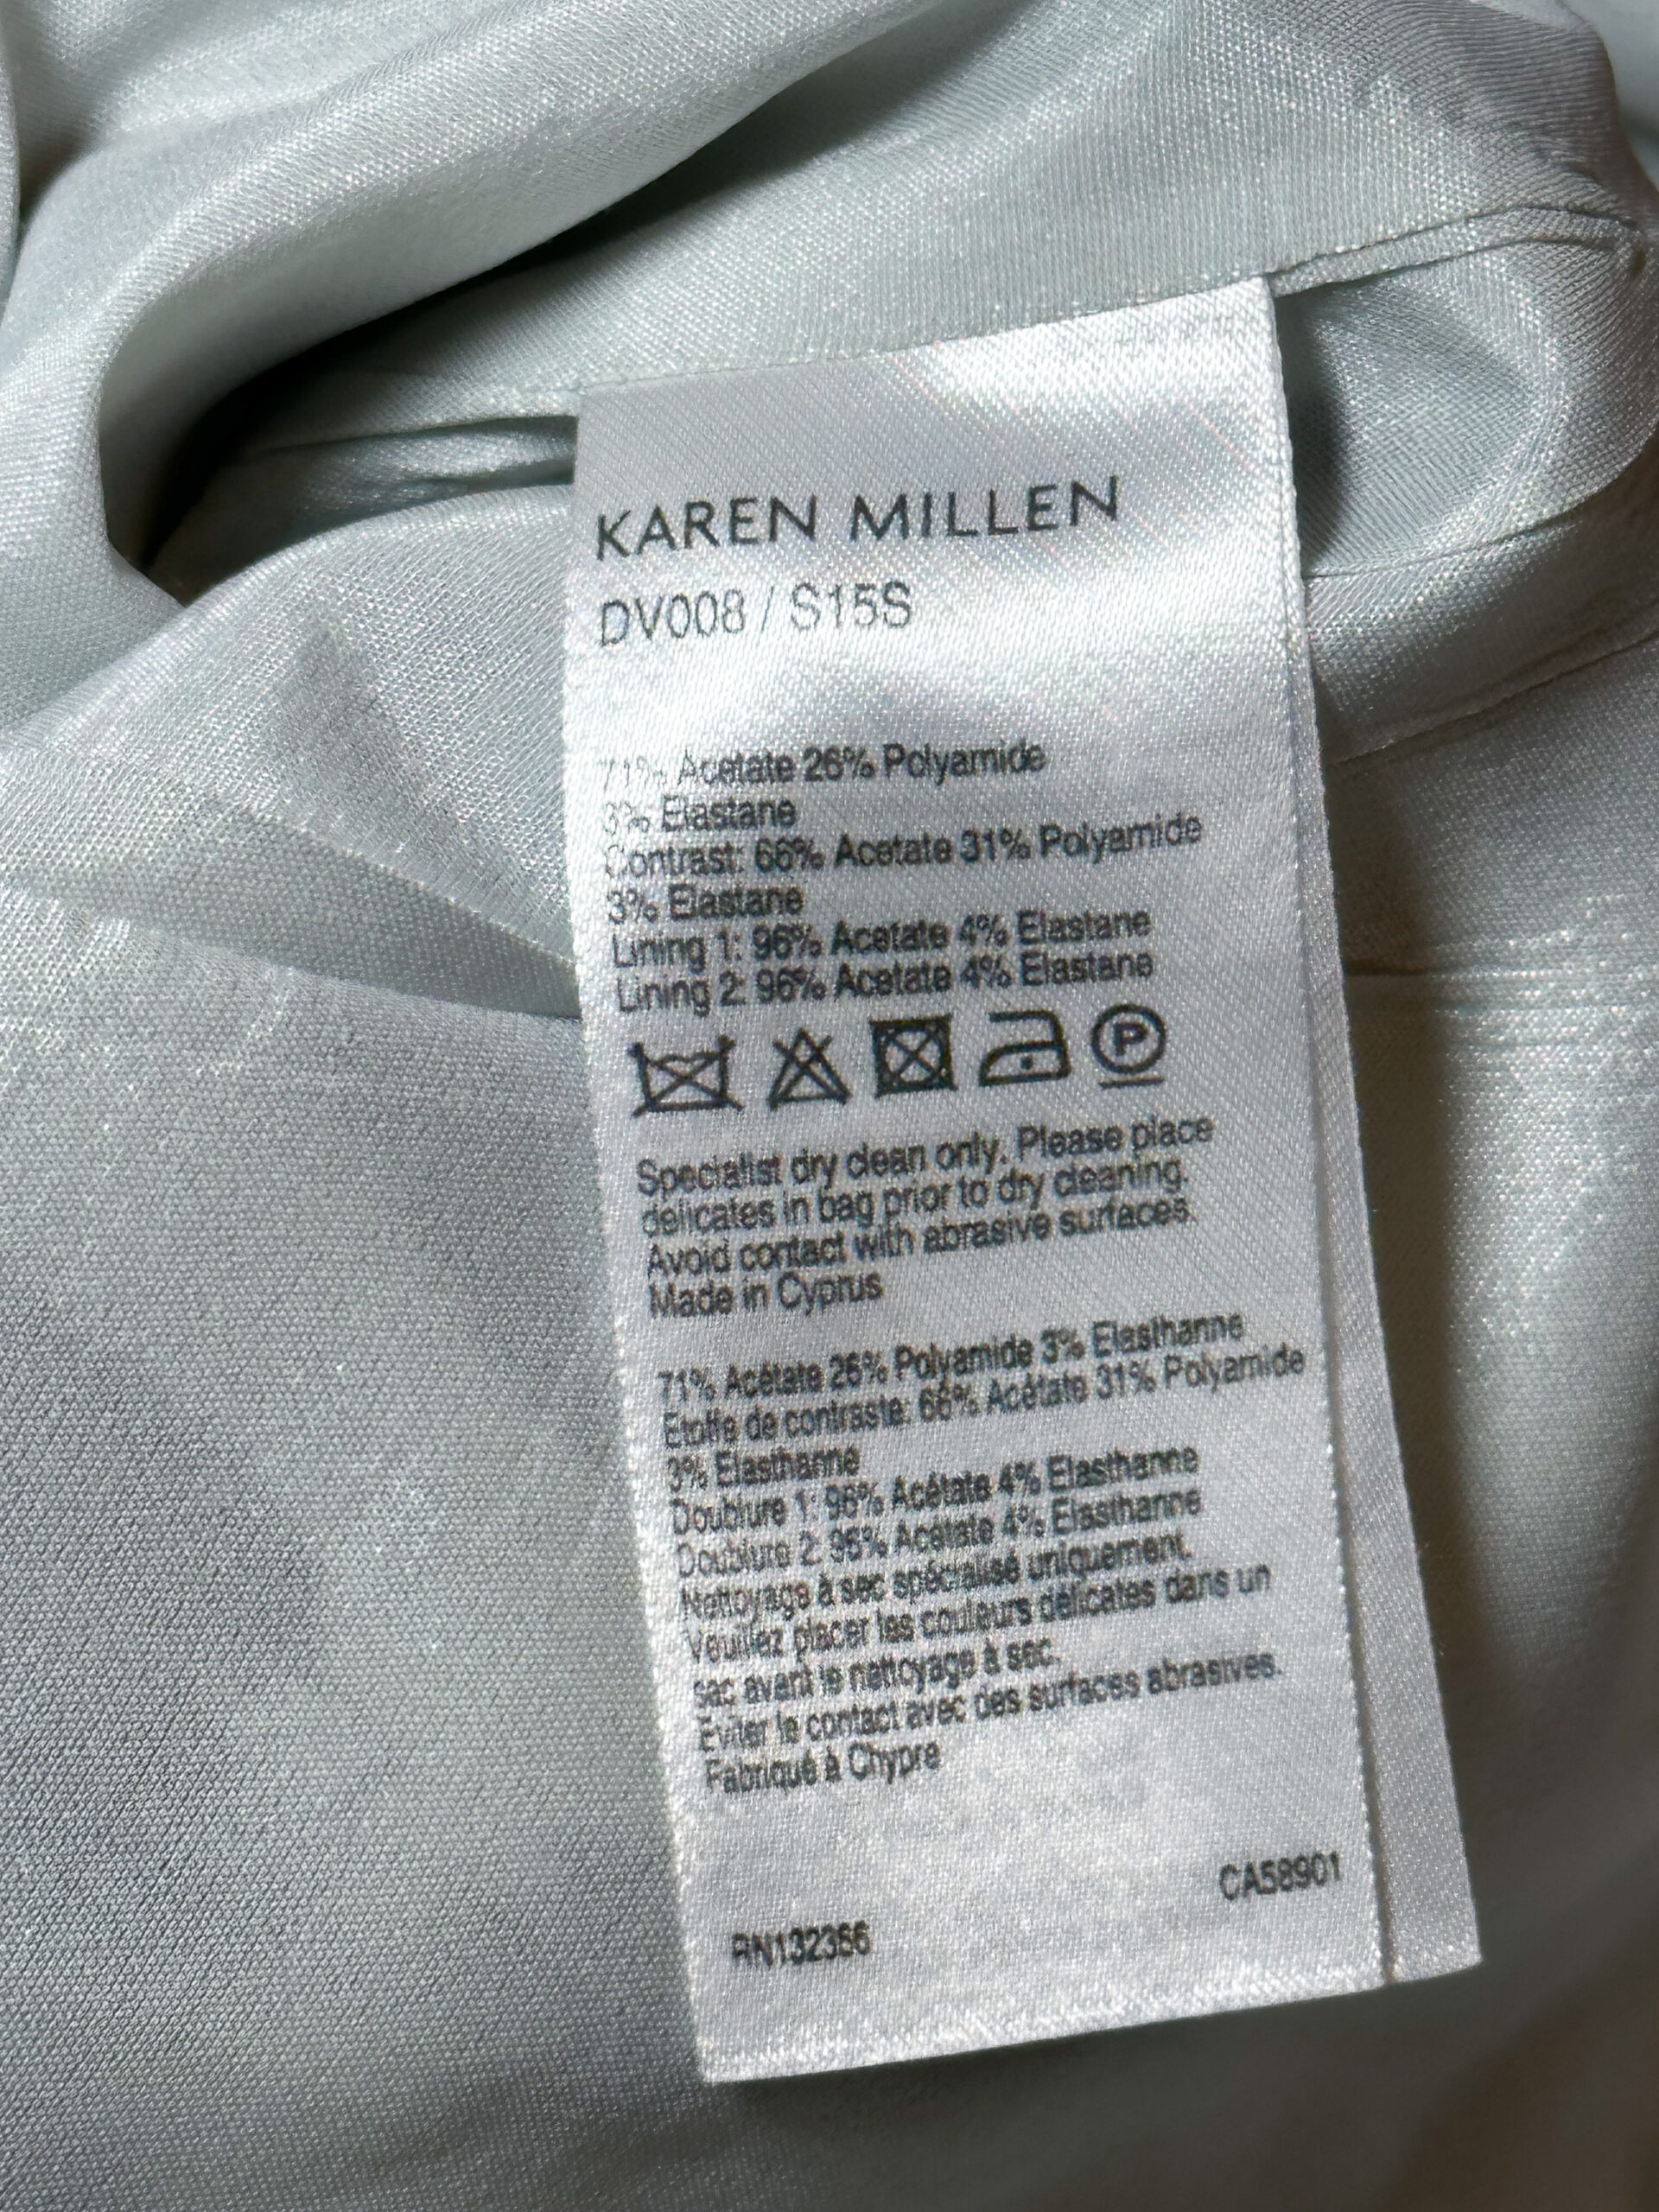 KAREN MILLEN
DV008 / S15S
71% Acetate 26% Polyamide
3% Elastane
Contrast: 66% Acetate 31% Polyamide
3% Elastane
Lining 1: 96% Acetate 4% Elastane
Lining 2: 96% Acetate 4% Elastane
P
Specialist dry clean only. Please place
delicates in bag prior to dry cleaning.
Avoid contact with abrasive surfaces.
Made in Cyprus
71% Acétate 26% Polyamide 3% Elasthanne
Etoffe de contraste: 66% Acétate 31% Polyamide
3% Elasthanne
Doublure 1: 96% Acétate 4% Elasthanne
Doublure 2: 96% Acétate 4% Elasthanne
Nettoyage à sec spécialisé uniquement.
Veuillez placer les couleurs délicates dans un
sac avant le nettoyage à sec.
Eviter le contact avec des surfaces abrasives.
Fabriqué à Chypre
CA58901
RN132366